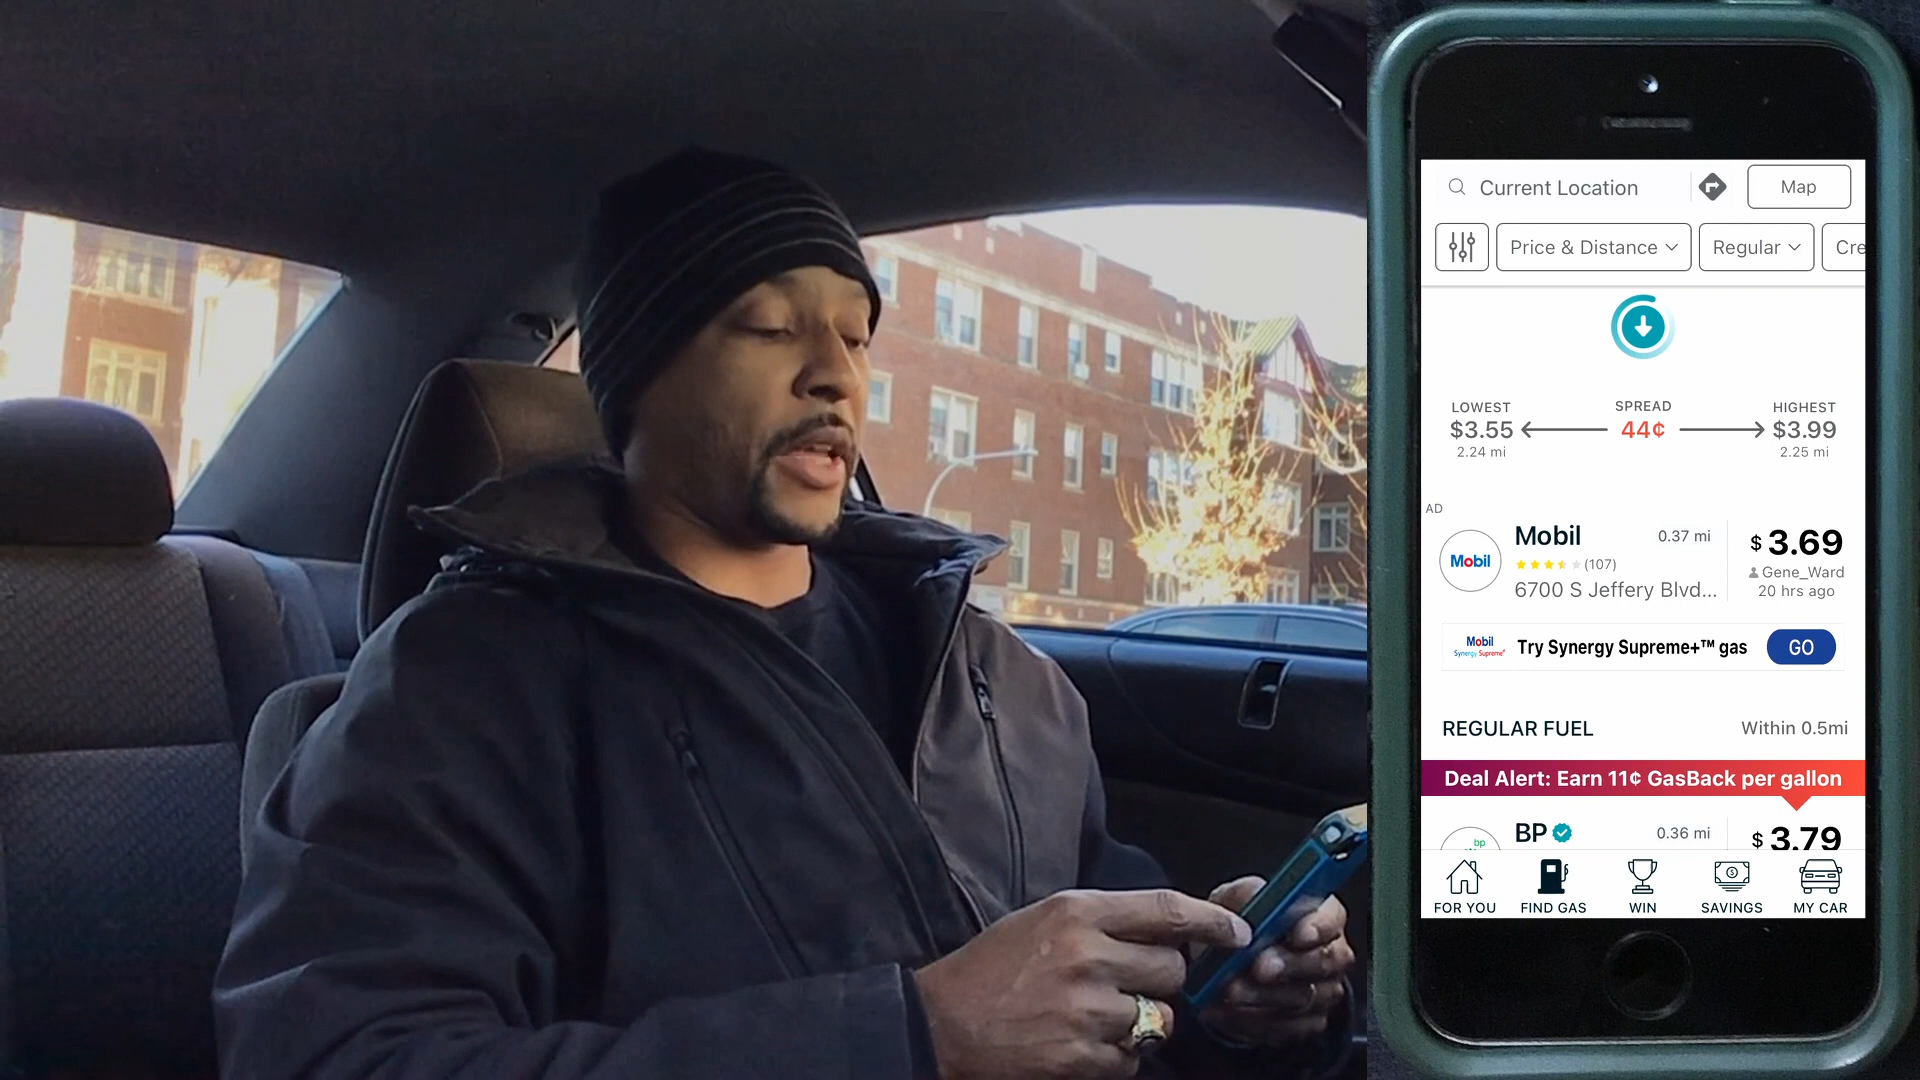 Current Location
Map
Price & Distance
Regular
Cre
LOWEST
$3.55
2.24 mi
SPREAD
44¢
HIGHEST
$3.99
2.25 mi
AD
Mobil
Mobil
0.37 mi
(107)
6700 S Jeffery Blvd...
$ 3.69
Gene_Ward
20 hrs ago
Mobil
Synergy Supreme+
Try Synergy Supreme+™ gas
GO
REGULAR FUEL
Within 0.5mi
Deal Alert: Earn 11¢ GasBack per gallon
bp
BP
0.36 mi
$ 3.79
FOR YOU
FIND GAS
WIN
SAVINGS
MY CAR